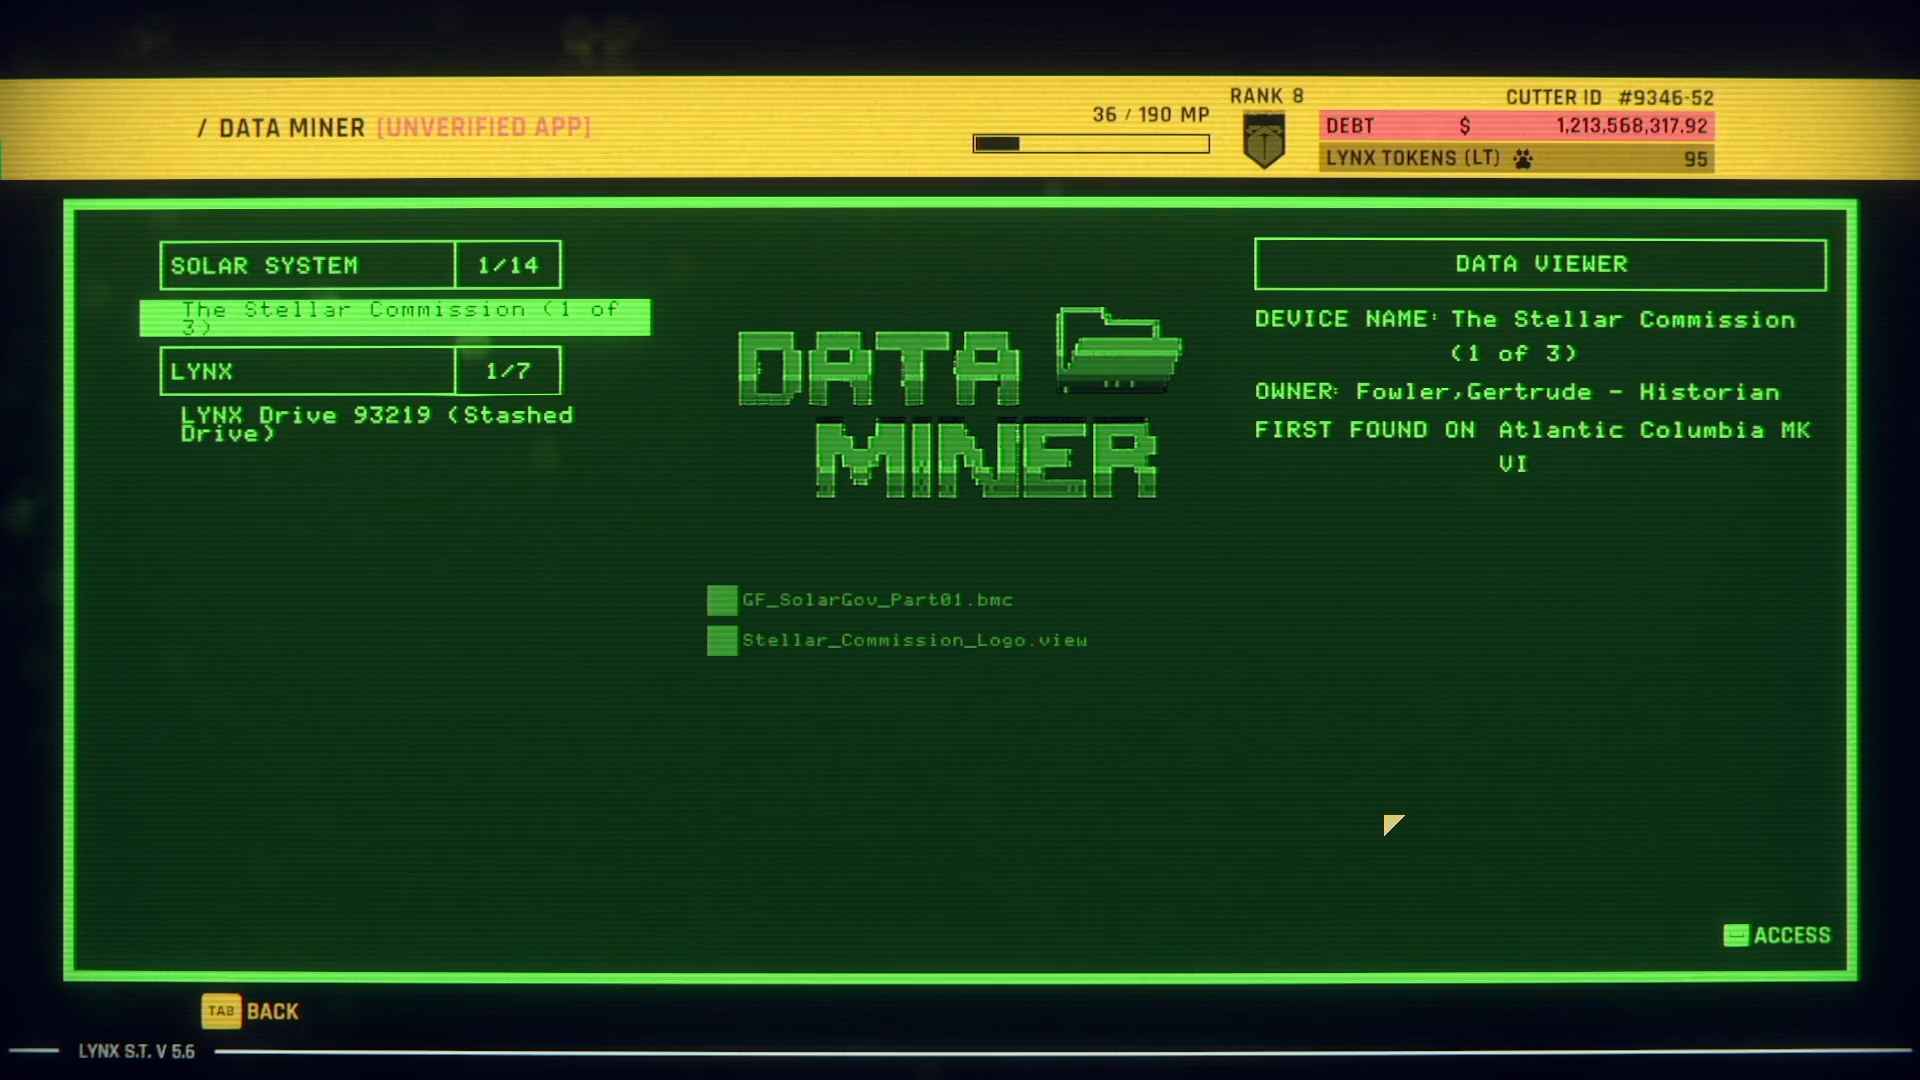 / DATA MINER [UNVERIFIED APP]
36 / 190 MP
RANK 8
CUTTER ID #9346-52
DEBT $ 1,213,568,317.92
LYNX TOKENS (LT) 95
SOLAR SYSTEM 1/14
The Stellar Commission (1 of
3)
LYNX 1/7
LYNX Drive 93219 (Stashed
Drive)
DATA
MINER
GF_SolarGov_Part01.bmc
Stellar_Commission_Logo.view
DATA VIEWER
DEVICE NAME: The Stellar Commission
(1 of 3)
OWNER: Fowler,Gertrude - Historian
FIRST FOUND ON Atlantic Columbia MK
VI
ACCESS
TAB BACK
LYNX S.T. V 5.6